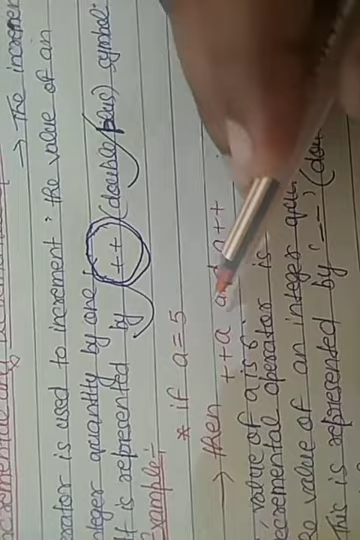 → The increme
erator is used to increment the value of an
nteger quantity by one
It is represented by (++) (double plus) symbol.
Example:-
* if a = 5
→ then ++a a++
value of a is 6.
ecremental operator is
e value of an integer quan
This is represented by '--' (dou